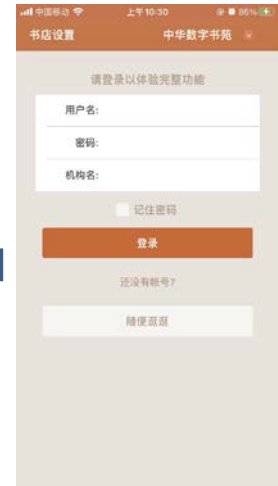 中国移动 上午10:30 86%
书店设置 中华数字书苑
请登录以体验完整功能
用户名:
密码:
机构名:
记住密码
登录
还没有帐号?
随便逛逛